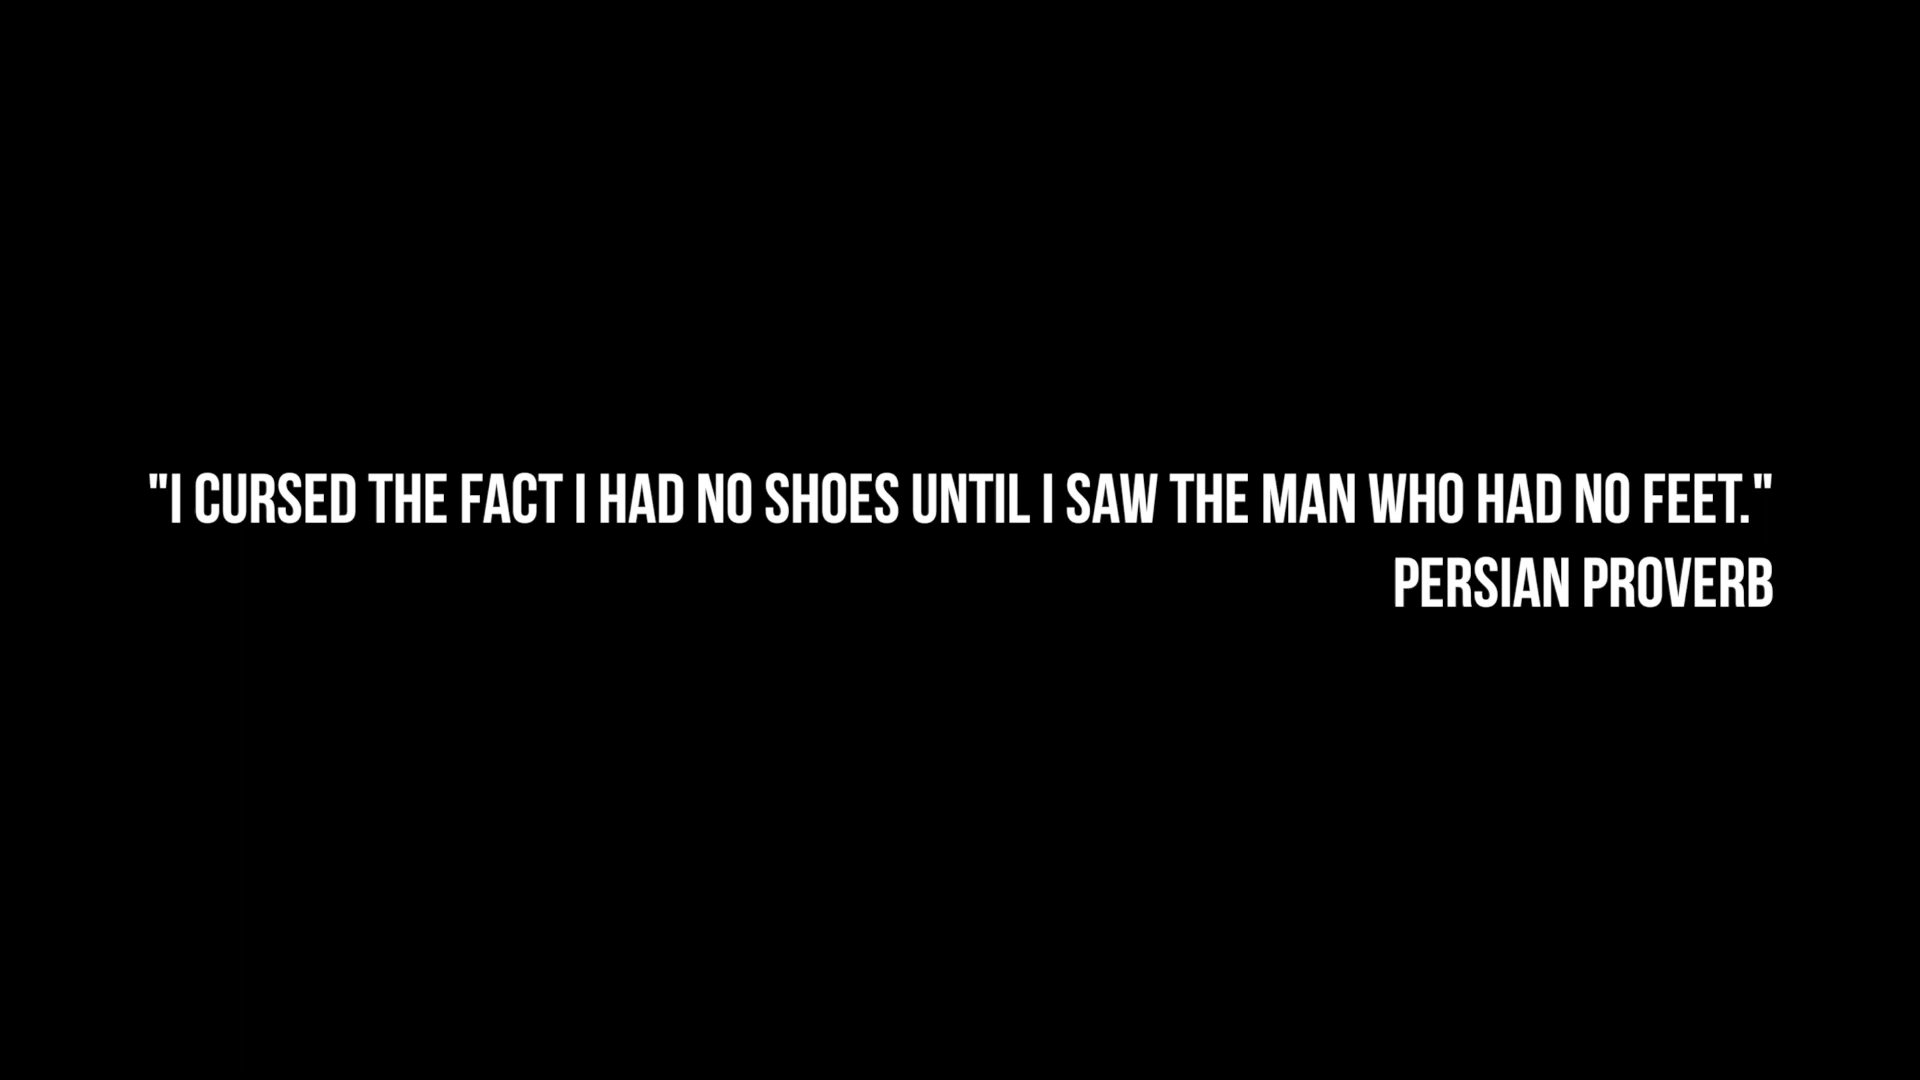 "I CURSED THE FACT I HAD NO SHOES UNTIL I SAW THE MAN WHO HAD NO FEET."
PERSIAN PROVERB